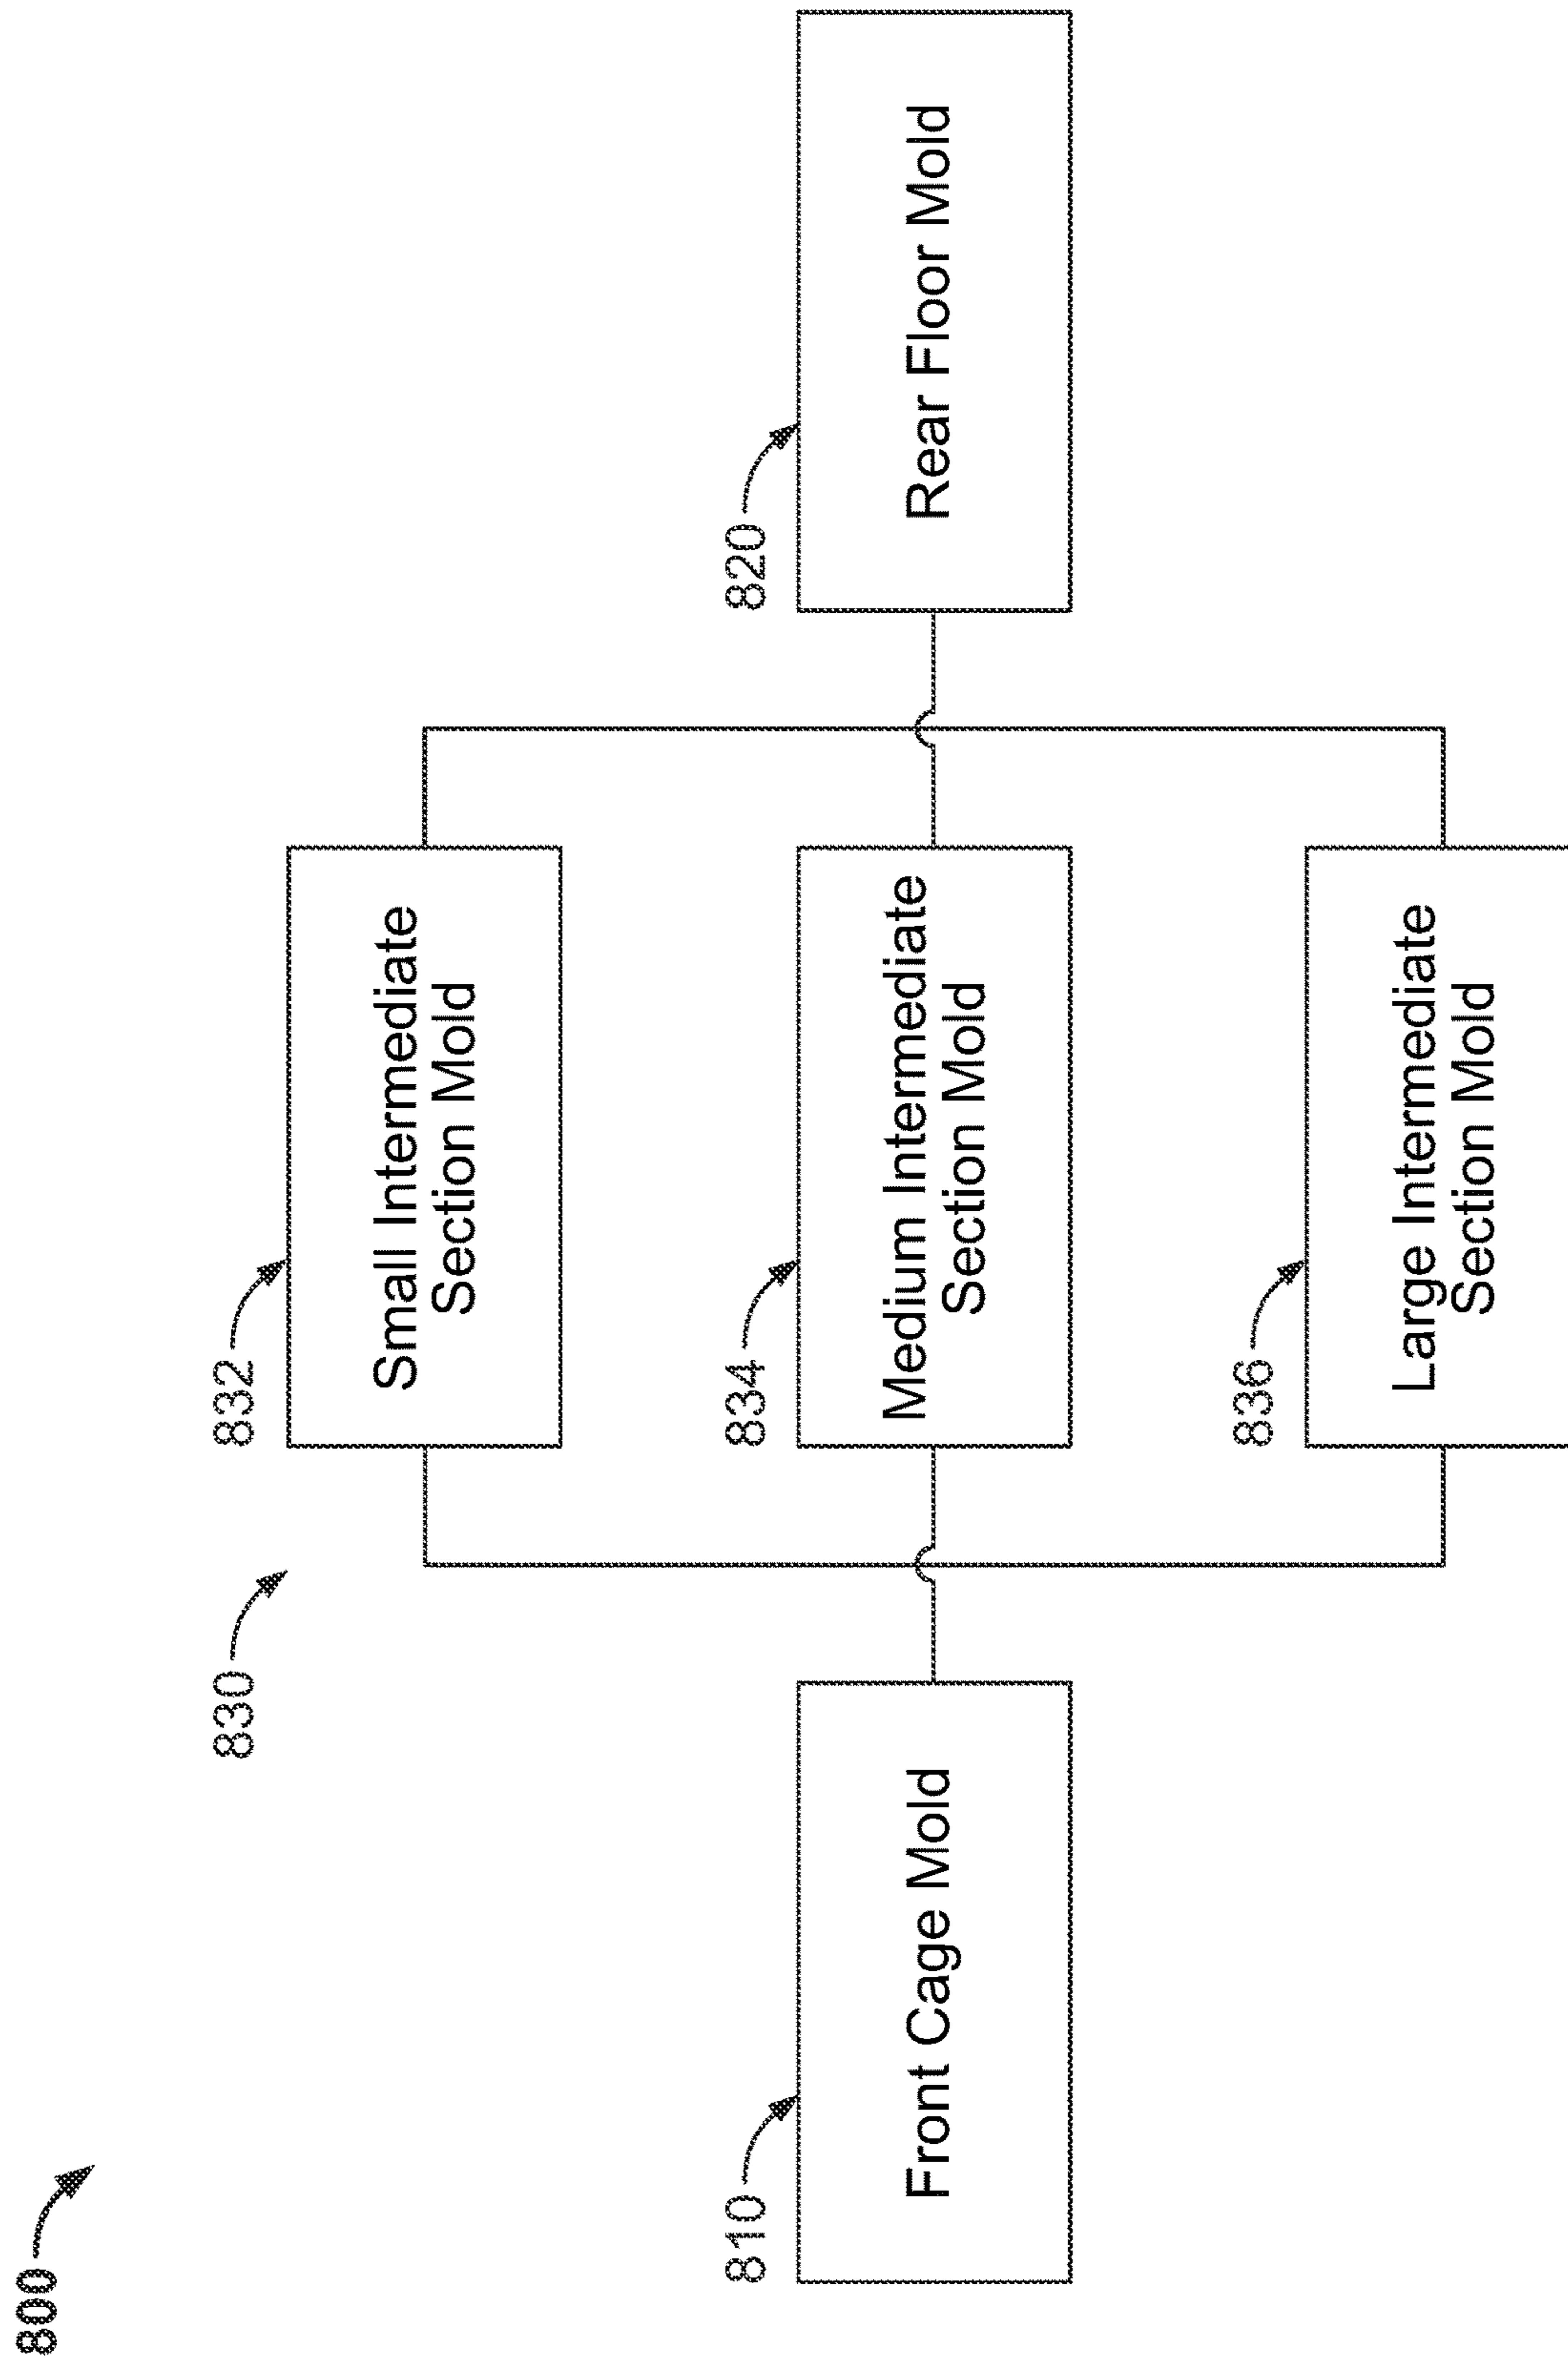 800
830
832
Small Intermediate
Section Mold
810
Front Cage Mold
834
Medium Intermediate
Section Mold
820
Rear Floor Mold
836
Large Intermediate
Section Mold